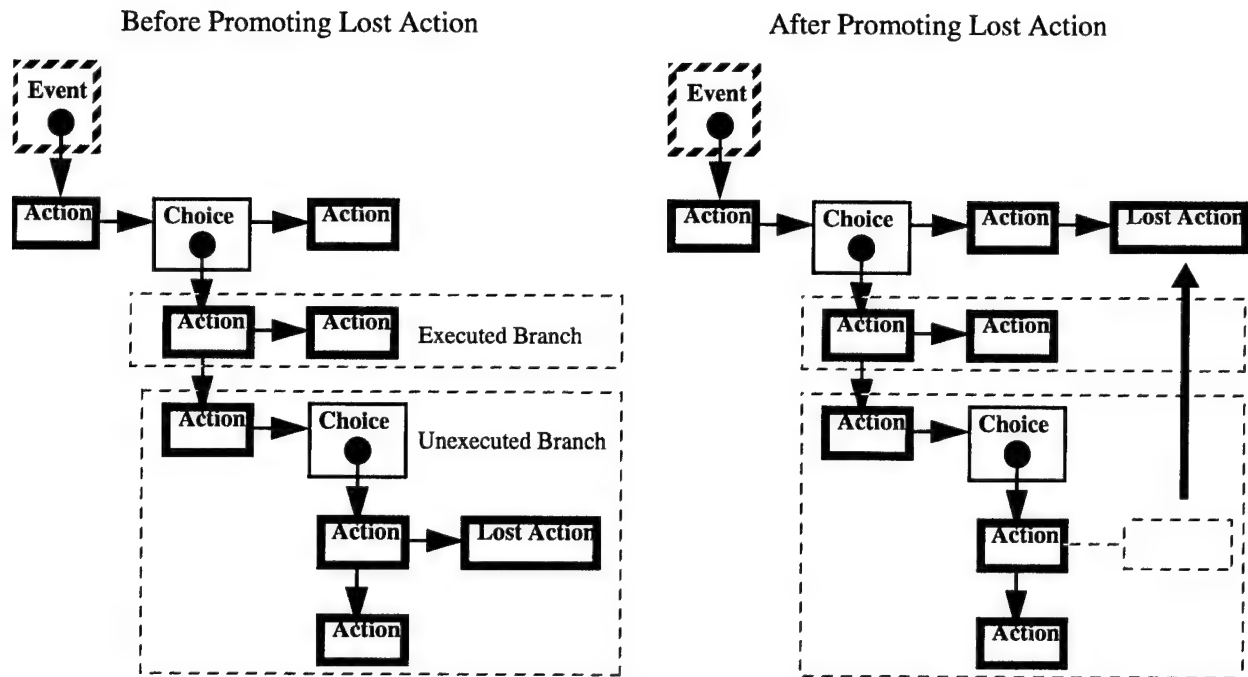 Before Promoting Lost Action
Event
Action
Choice
Action
Action
Action
Executed Branch
Action
Choice
Unexecuted Branch
Action
Lost Action
Action
After Promoting Lost Action
Event
Action
Choice
Action
Lost Action
Action
Action
Action
Choice
Action
Action